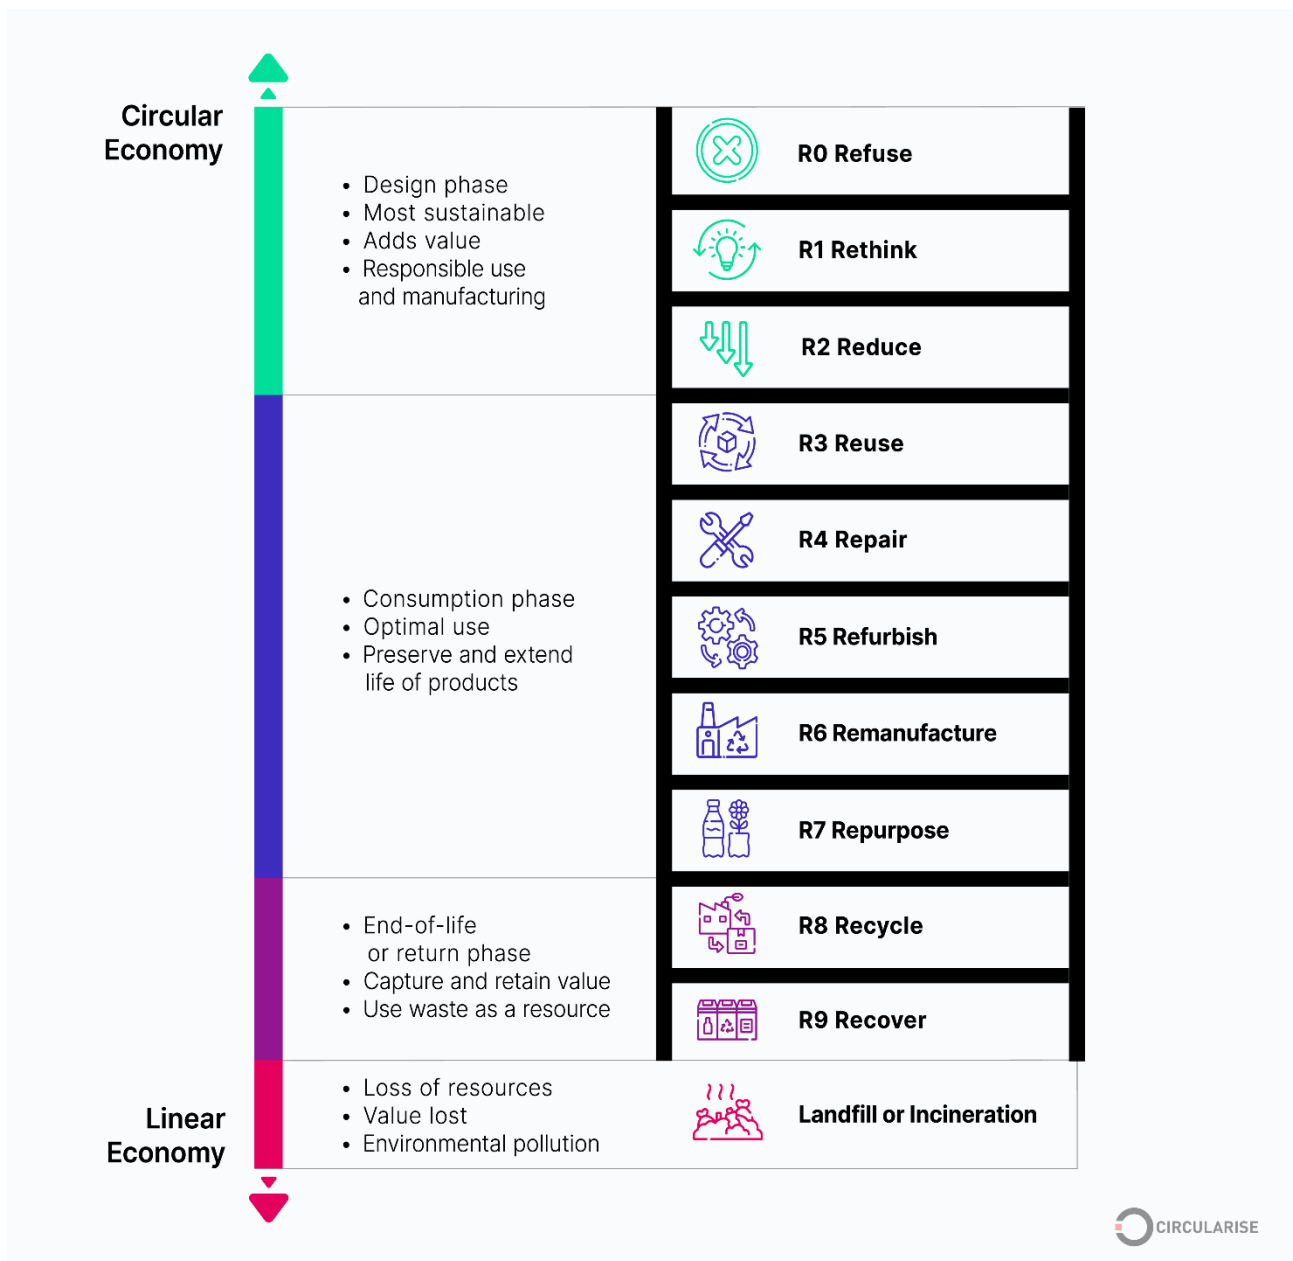 Circular
Economy
• Design phase
• Most sustainable
• Adds value
• Responsible use
and manufacturing
R0 Refuse
R1 Rethink
R2 Reduce
• Consumption phase
• Optimal use
• Preserve and extend
life of products
R3 Reuse
R4 Repair
R5 Refurbish
R6 Remanufacture
R7 Repurpose
• End-of-life
or return phase
• Capture and retain value
• Use waste as a resource
R8 Recycle
R9 Recover
Linear
Economy
• Loss of resources
• Value lost
• Environmental pollution
Landfill or Incineration
CIRCULARISE